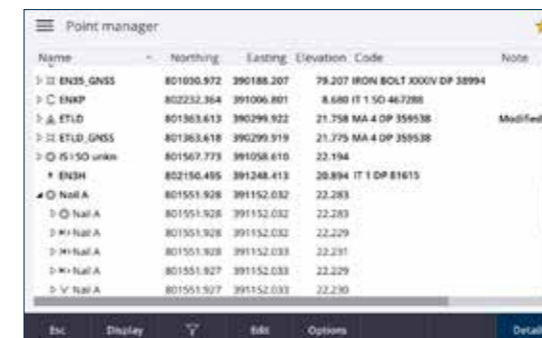 Point manager
Name Northing Easting Elevation Code Note
EN35_GNSS 801030.972 390188.207 79.207 IRON BOLT DP 38994
ENKP 802232.364 391006.801 8.680 IT 1 SO 467288
ETLD 801363.613 390299.922 21.758 MA 4 DP 359538 Modified
ETLD_GNSS 801363.618 390299.919 21.775 MA 4 DP 359538
IS I SO unkn 801567.773 391058.610 22.194
EN3H 802150.495 391248.413 20.894 IT 1 DP 81615
Nail A 801551.928 391152.032 22.283
Nail A 801551.928 391152.032 22.283
Nail A 801551.928 391152.032 22.229
Nail A 801551.928 391152.033 22.231
Nail A 801551.927 391152.033 22.229
Nail A 801551.927 391152.033 22.230
Esc Display Edit Options Detail